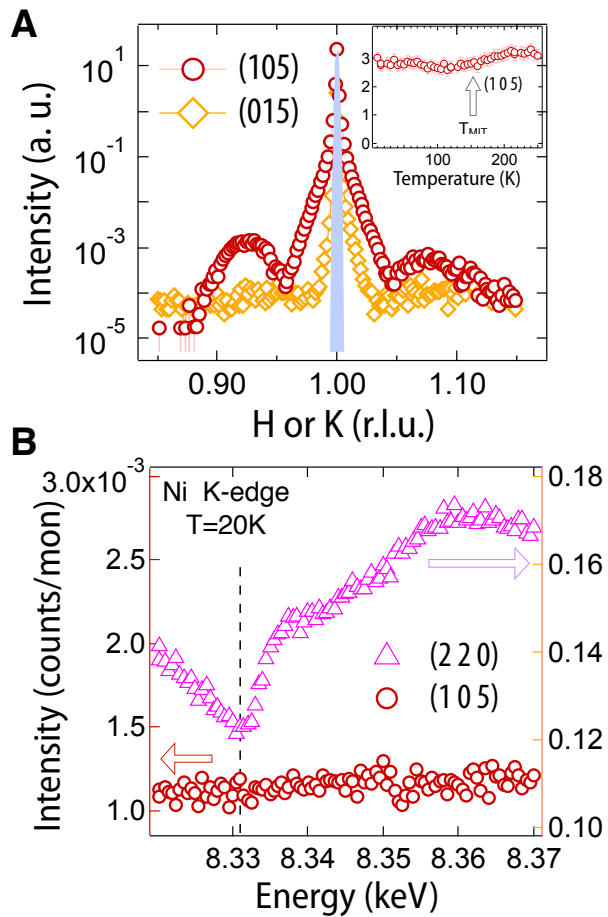 A
Intensity (a. u.)
10^1
10^-1
10^-3
10^-5
(105)
(015)
3
2
1
0
(1 0 5)
T_MIT
100
200
Temperature (K)
0.90
1.00
1.10
H or K (r.l.u.)
B
Intensity (counts/mon)
3.0x10^-3
2.5
2.0
1.5
1.0
Ni K-edge
T=20K
(2 2 0)
(1 0 5)
0.18
0.16
0.14
0.12
0.10
8.33
8.34
8.35
8.36
8.37
Energy (keV)